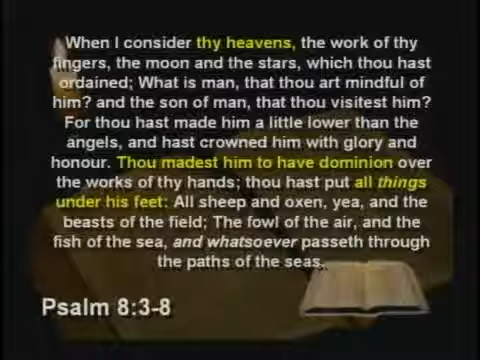 When I consider thy heavens, the work of thy
fingers, the moon and the stars, which thou hast
ordained; What is man, that thou art mindful of
him? and the son of man, that thou visitest him?
For thou hast made him a little lower than the
angels, and hast crowned him with glory and
honour. Thou madest him to have dominion over
the works of thy hands; thou hast put all things
under his feet: All sheep and oxen, yea, and the
beasts of the field; The fowl of the air, and the
fish of the sea, and whatsoever passeth through
the paths of the seas.
Psalm 8:3-8